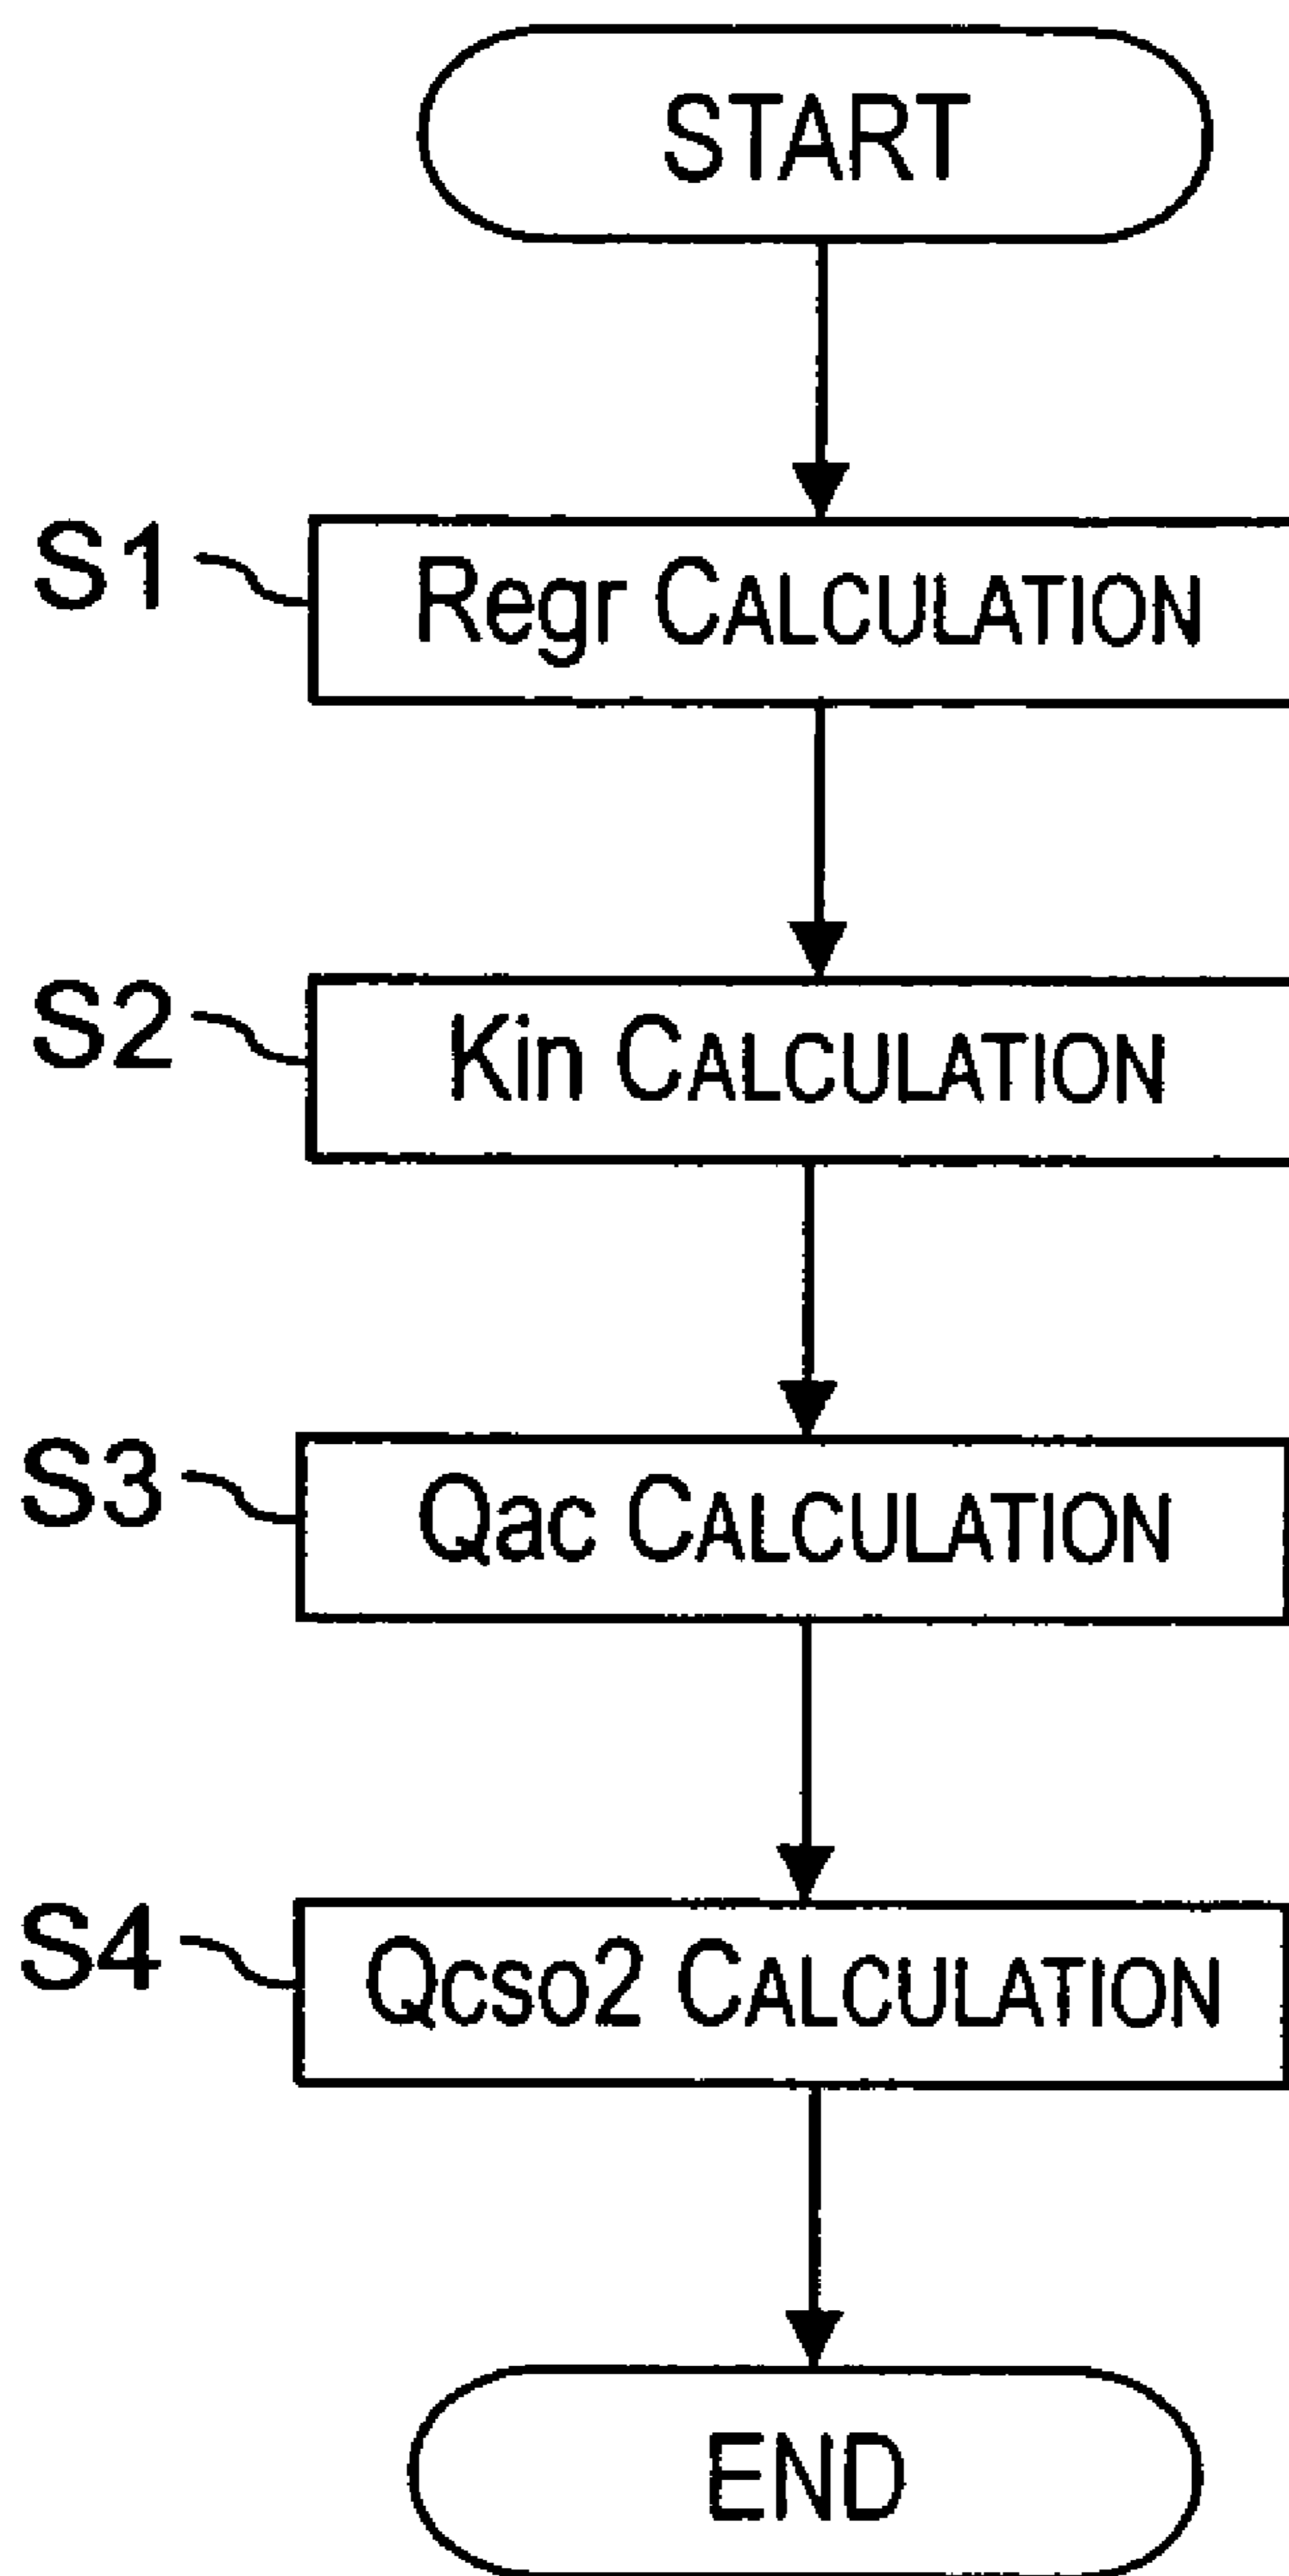 START
S1
Regr CALCULATION
S2
Kin CALCULATION
S3
Qac CALCULATION
S4
Qcso2 CALCULATION
END